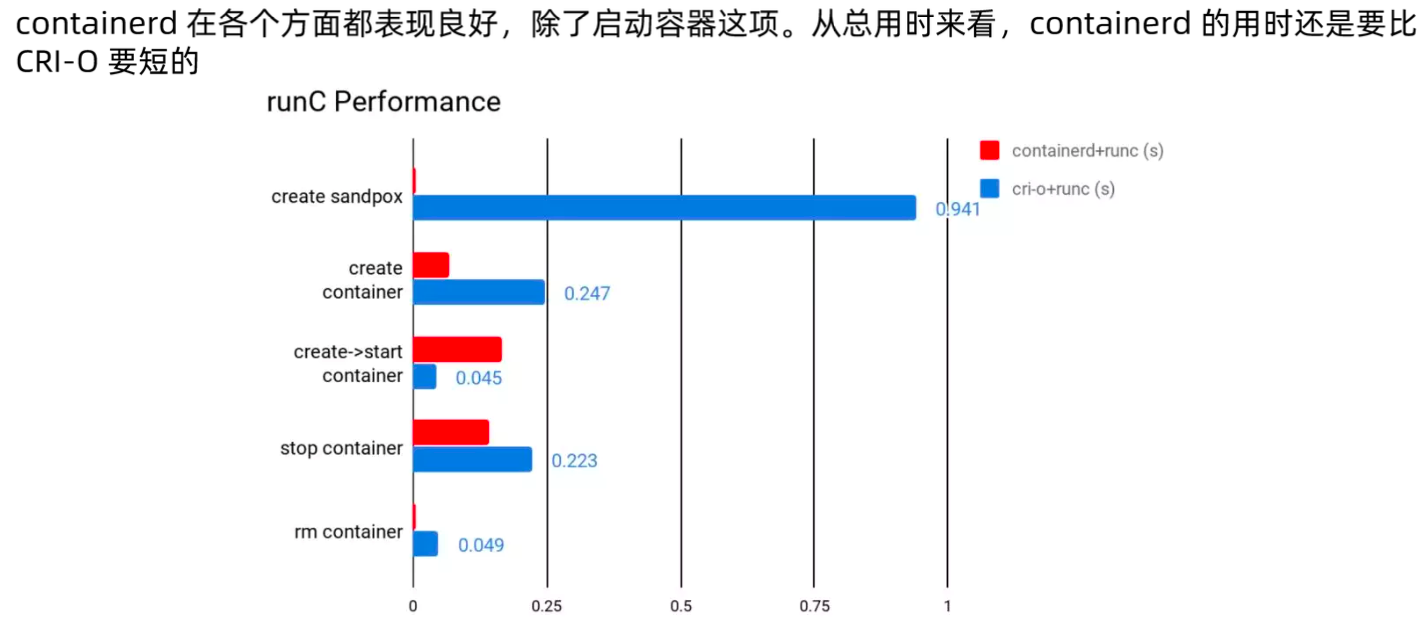 containerd 在各个方面都表现良好，除了启动容器这项。从总用时来看，containerd 的用时还是要比
CRI-O 要短的
runC Performance
containerd+runc (s)
cri-o+runc (s)
create sandpox
0.941
create
container
0.247
create->start
container
0.045
stop container
0.223
rm container
0.049
0
0.25
0.5
0.75
1